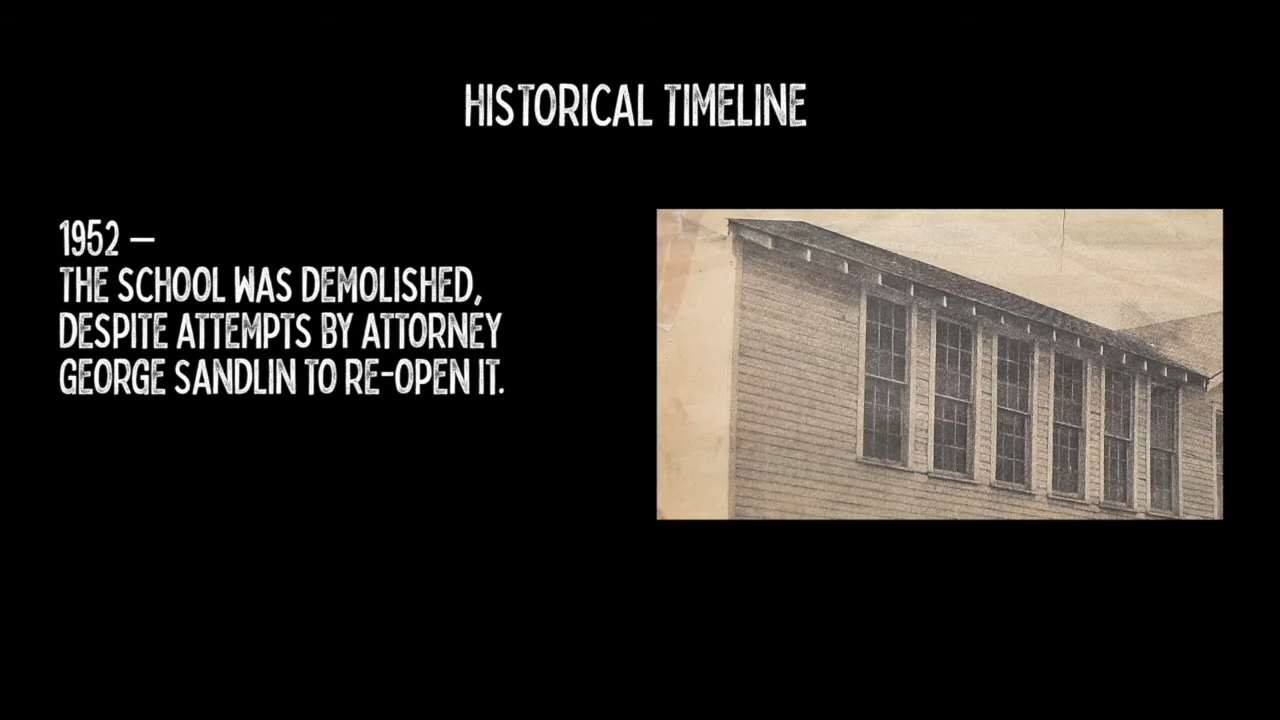 HISTORICAL TIMELINE
1952 –
THE SCHOOL WAS DEMOLISHED,
DESPITE ATTEMPTS BY ATTORNEY
GEORGE SANDLIN TO RE-OPEN IT.